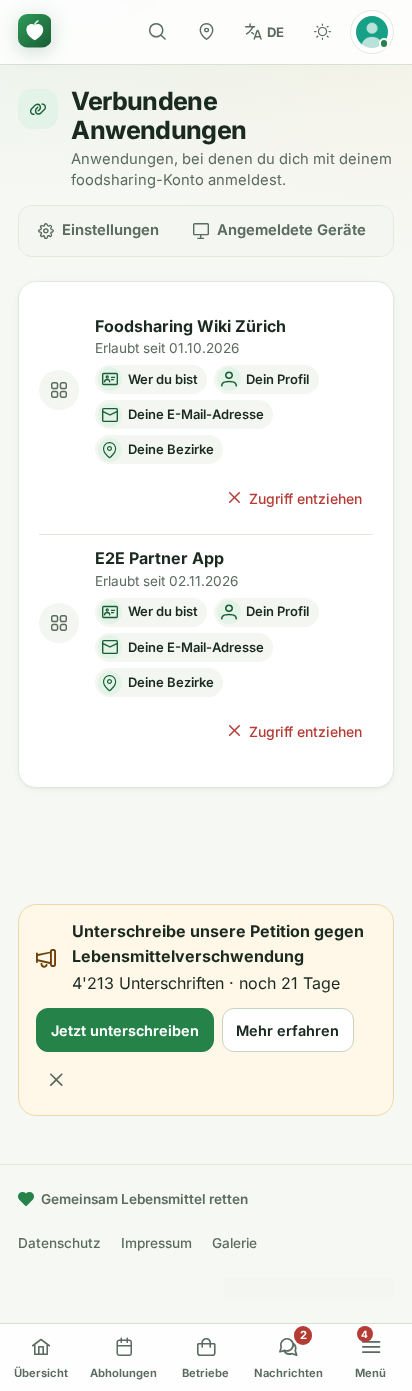 DE
Verbundene
Anwendungen
Anwendungen, bei denen du dich mit deinem
foodsharing-Konto anmeldest.
Einstellungen Angemeldete Geräte
Foodsharing Wiki Zürich
Erlaubt seit 01.10.2026
Wer du bist Dein Profil
Deine E-Mail-Adresse
Deine Bezirke
Zugriff entziehen
E2E Partner App
Erlaubt seit 02.11.2026
Wer du bist Dein Profil
Deine E-Mail-Adresse
Deine Bezirke
Zugriff entziehen
Unterschreibe unsere Petition gegen
Lebensmittelverschwendung
4'213 Unterschriften · noch 21 Tage
Jetzt unterschreiben Mehr erfahren
Gemeinsam Lebensmittel retten
Datenschutz Impressum Galerie
2 4
Übersicht Abholungen Betriebe Nachrichten Menü